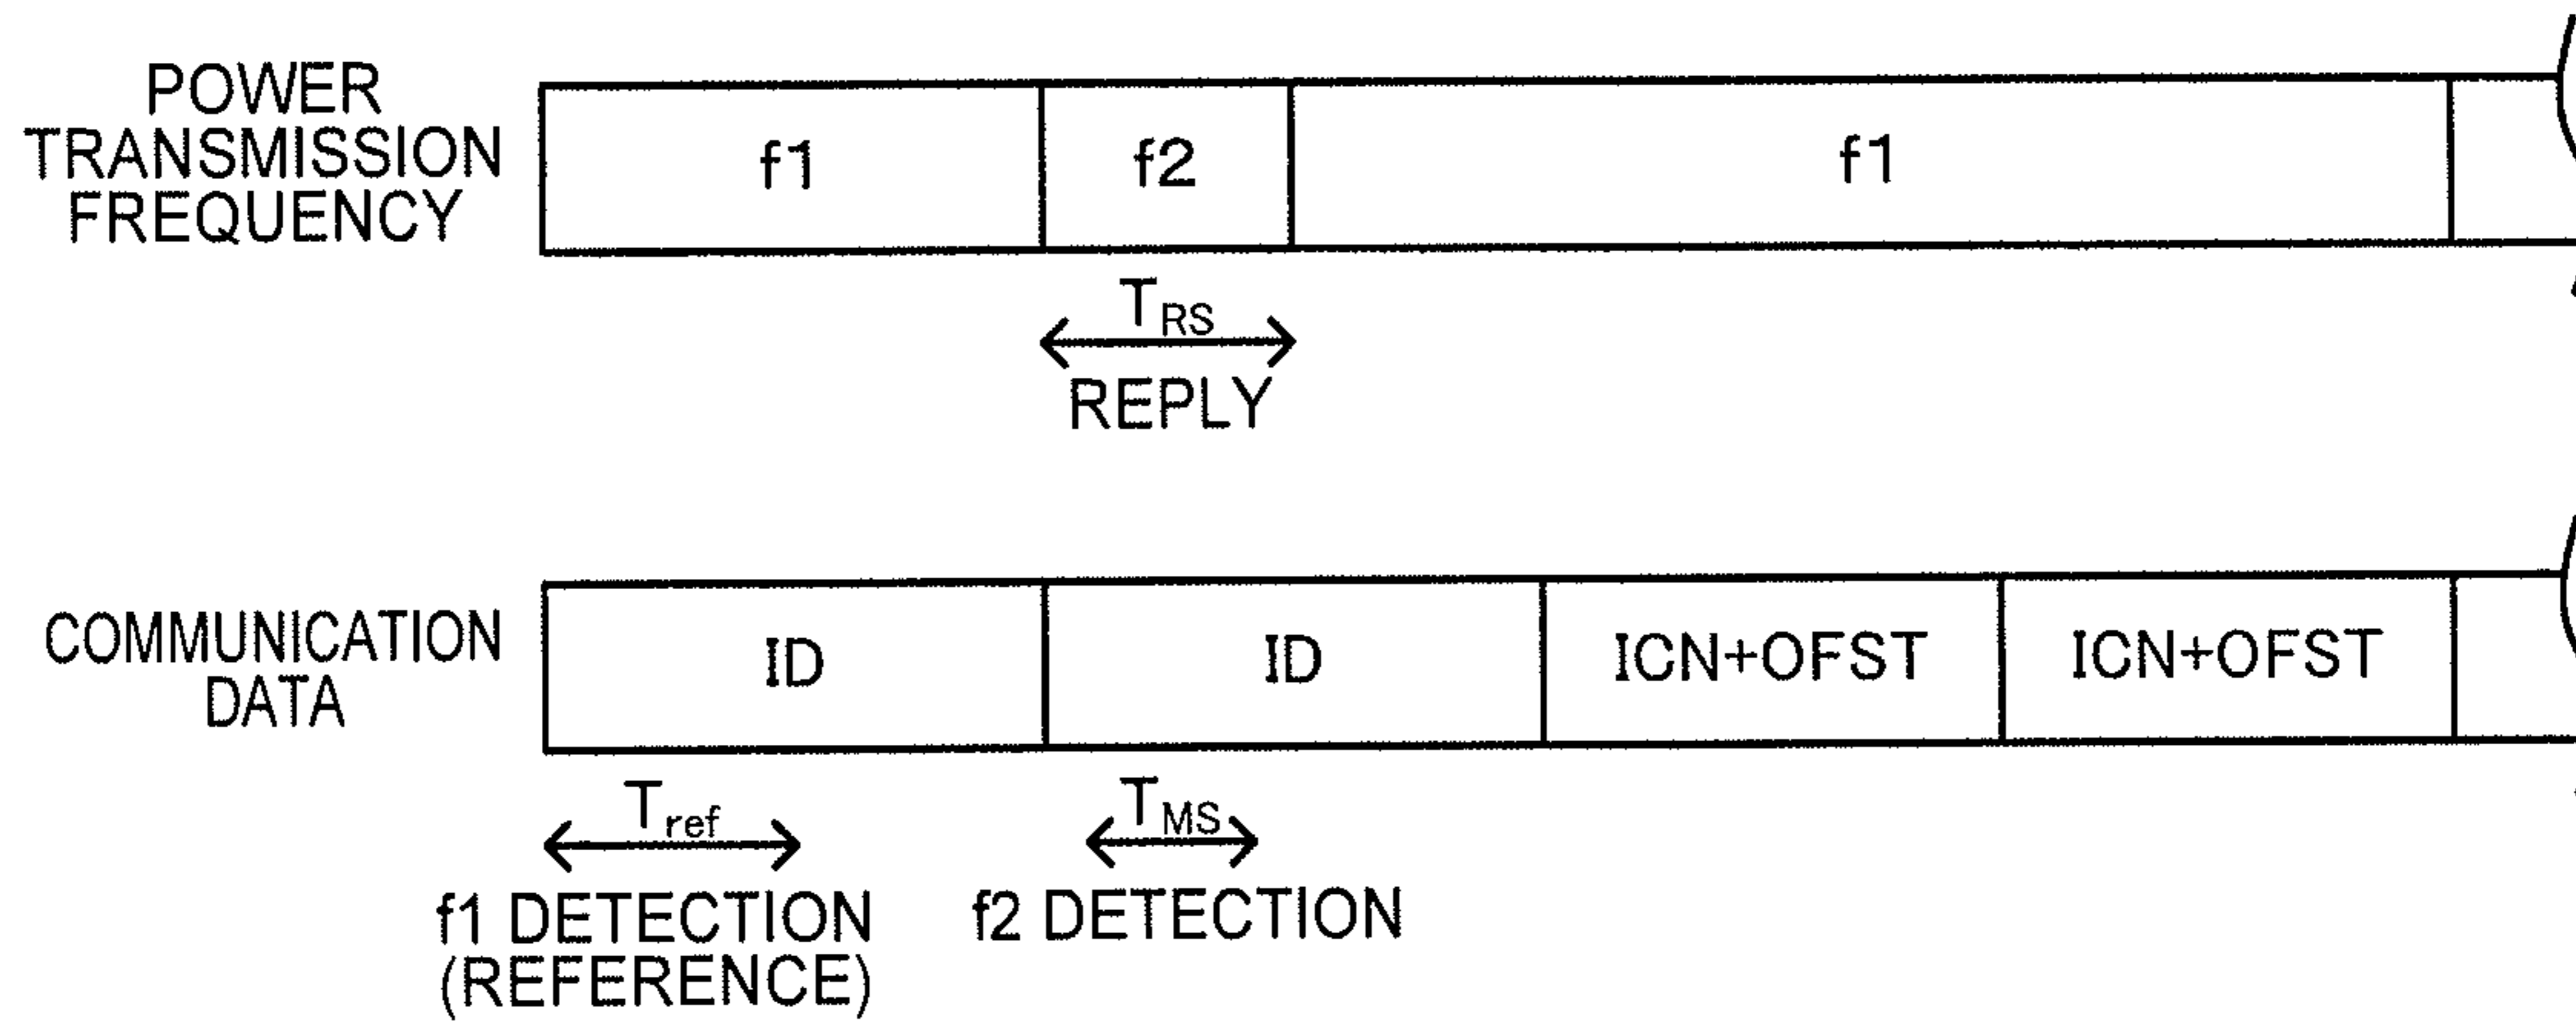 POWER
TRANSMISSION
FREQUENCY
f1
f2
f1
TRS
REPLY
COMMUNICATION
DATA
ID
ID
ICN+OFST
ICN+OFST
Tref
TMS
f1 DETECTION
(REFERENCE)
f2 DETECTION